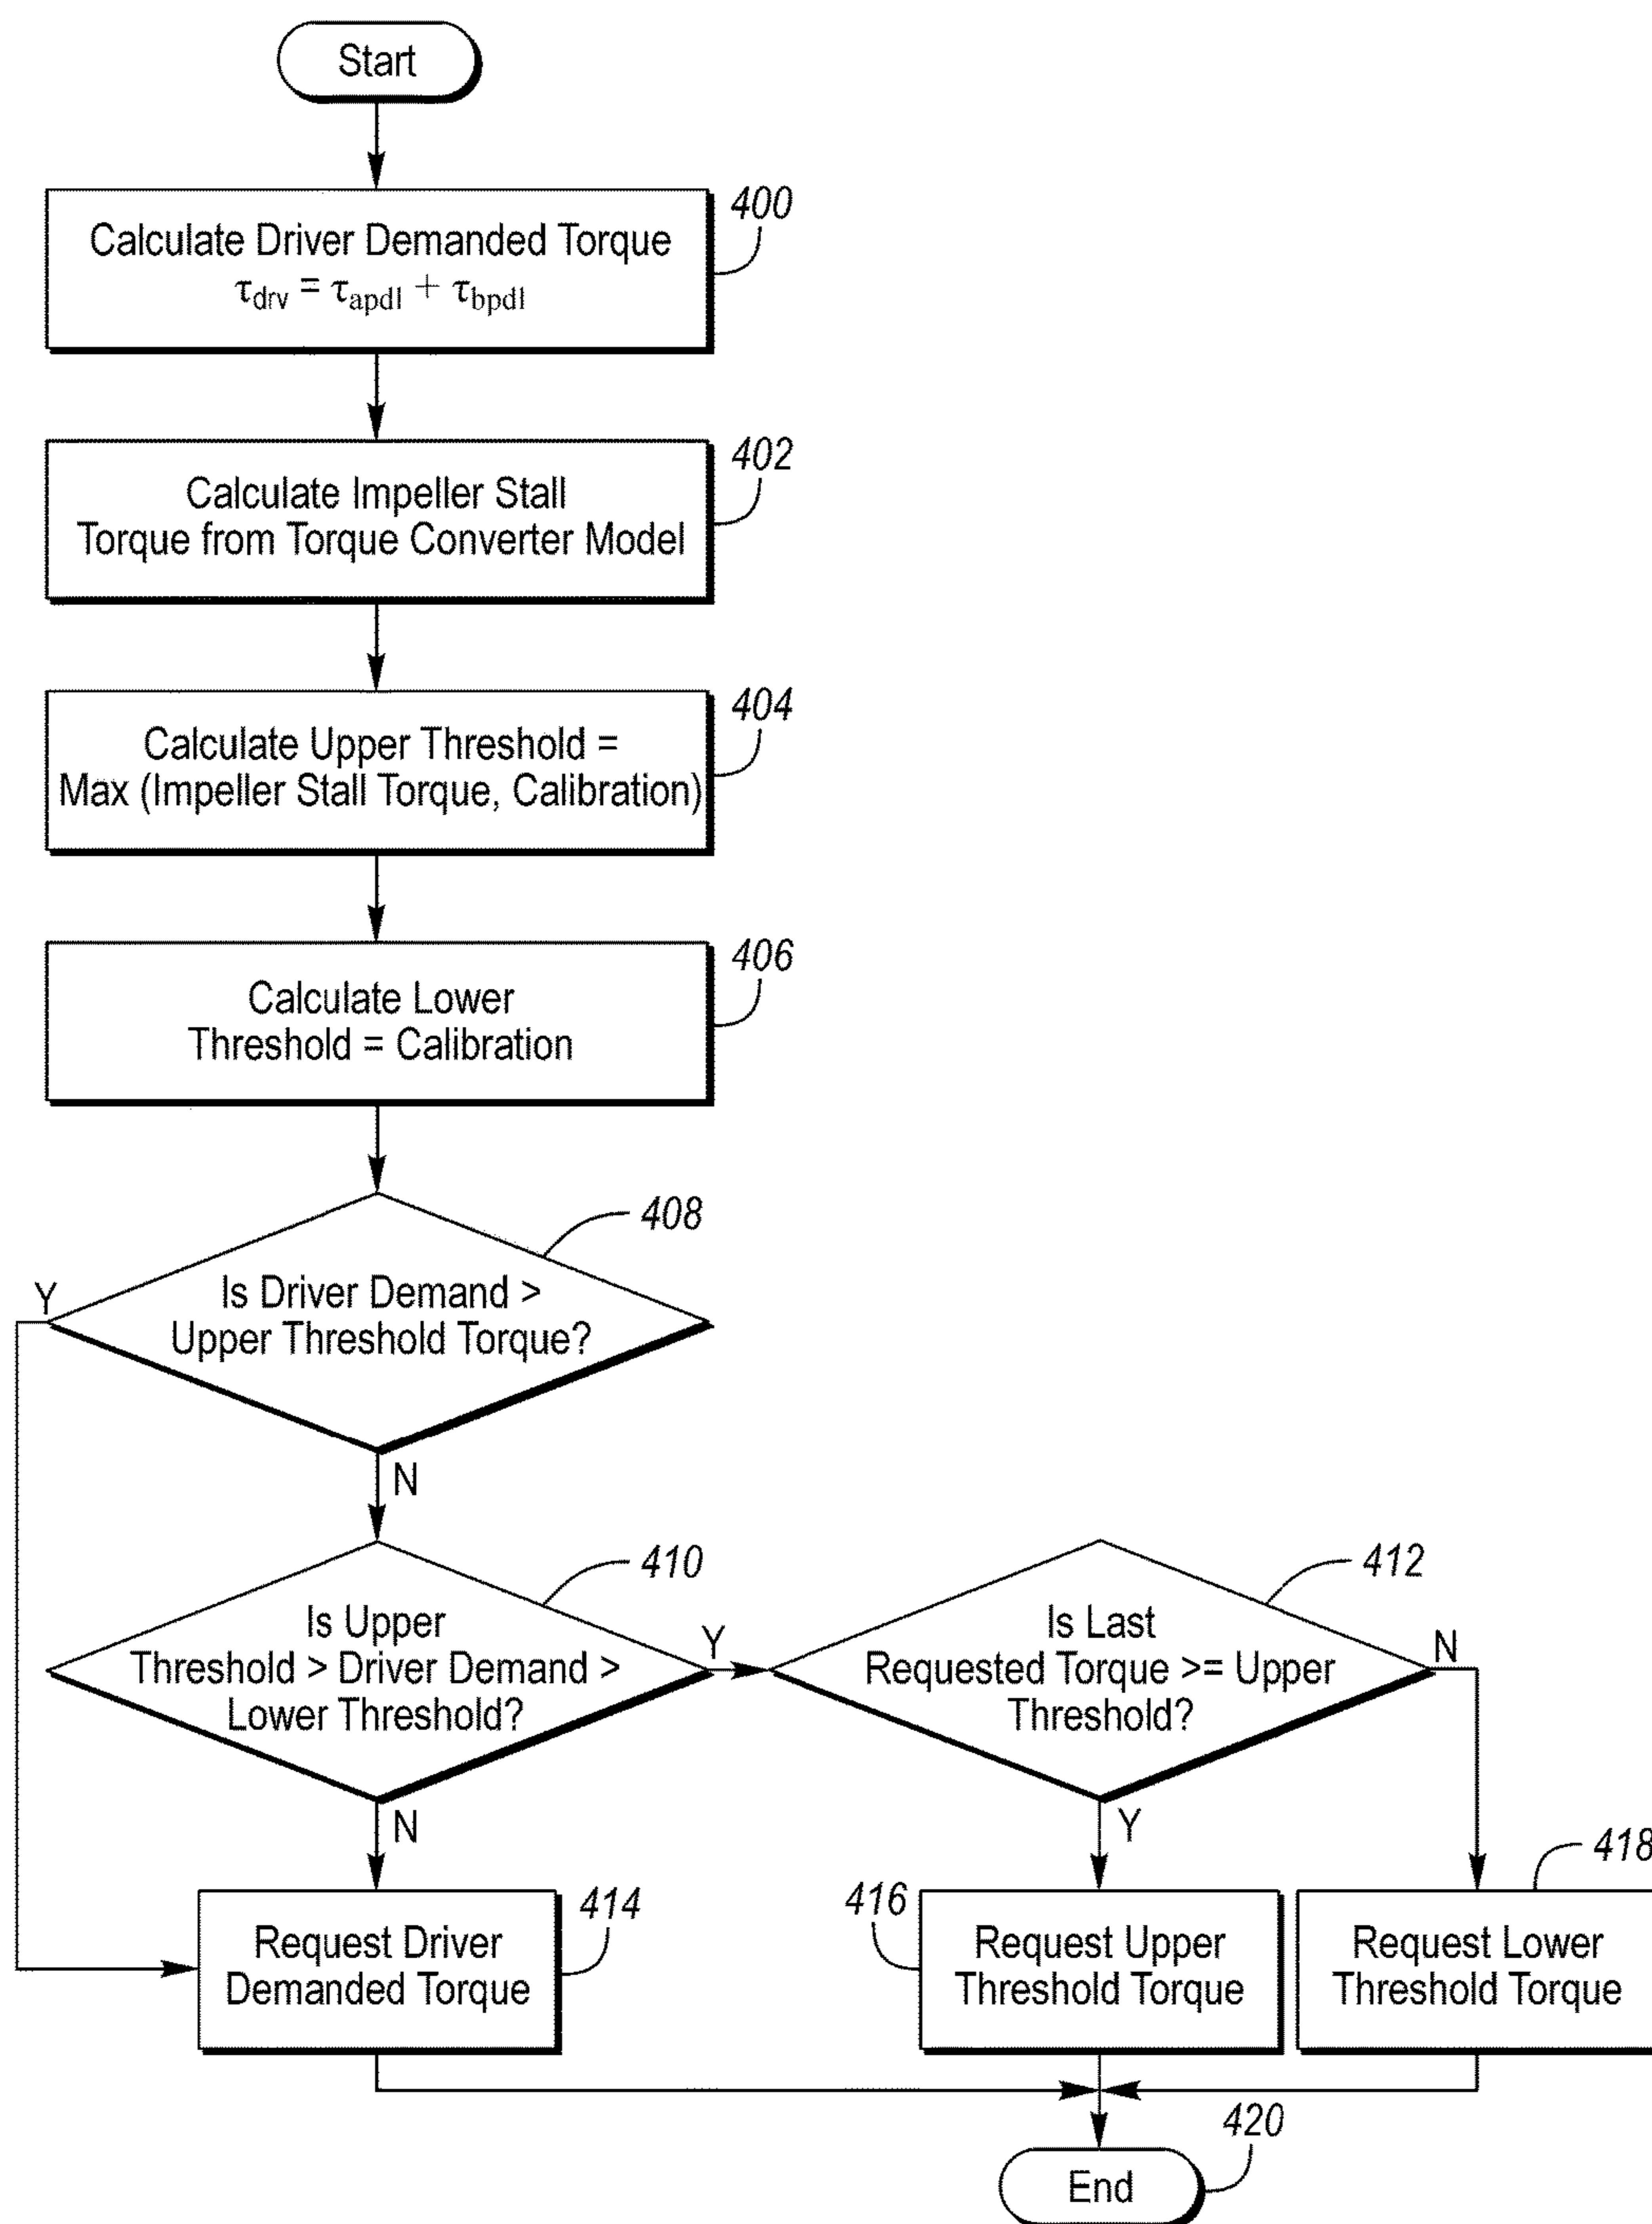 Start
400
Calculate Driver Demanded Torque
τdrv = τapdl + τbpdl
402
Calculate Impeller Stall
Torque from Torque Converter Model
404
Calculate Upper Threshold =
Max (Impeller Stall Torque, Calibration)
406
Calculate Lower
Threshold = Calibration
408
Y
Is Driver Demand >
Upper Threshold Torque?
N
410
Is Upper
Threshold > Driver Demand >
Lower Threshold?
Y
N
412
Is Last
Requested Torque >= Upper
Threshold?
N
Y
414
Request Driver
Demanded Torque
416
Request Upper
Threshold Torque
418
Request Lower
Threshold Torque
420
End